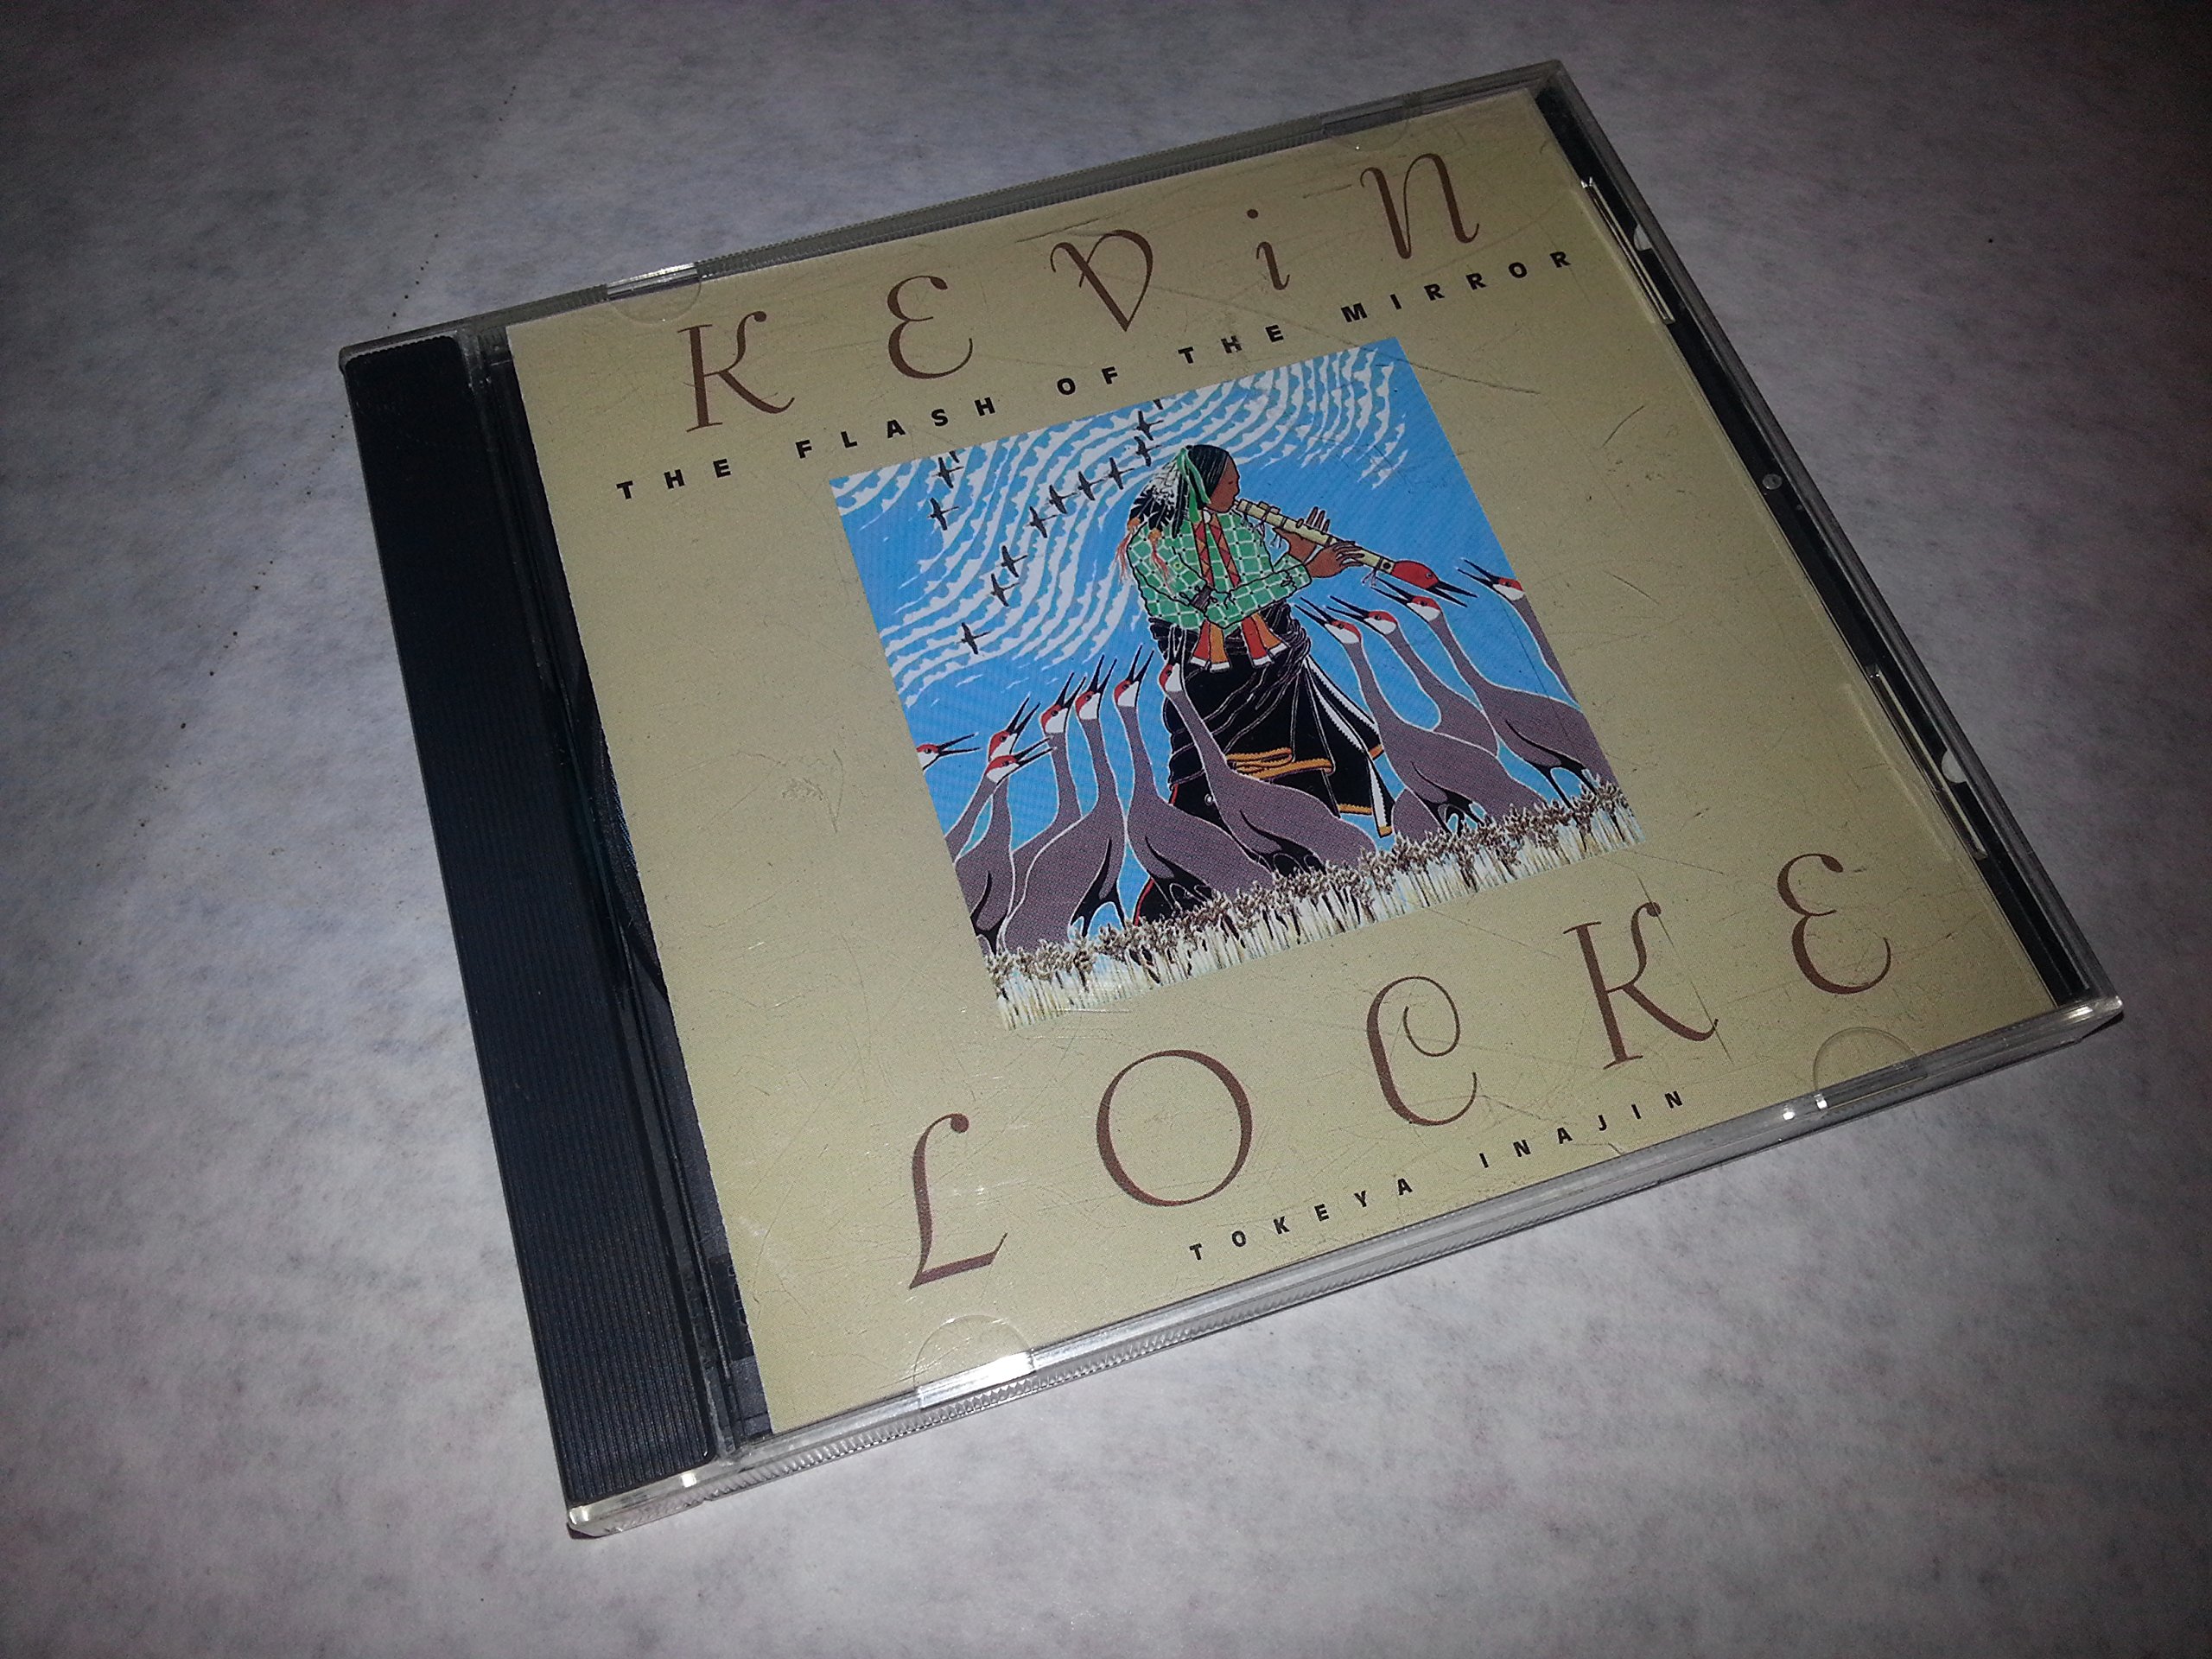 KEViN
THE FLASH OF THE MIRROR
LOCKE
TOKEYA INAJIN